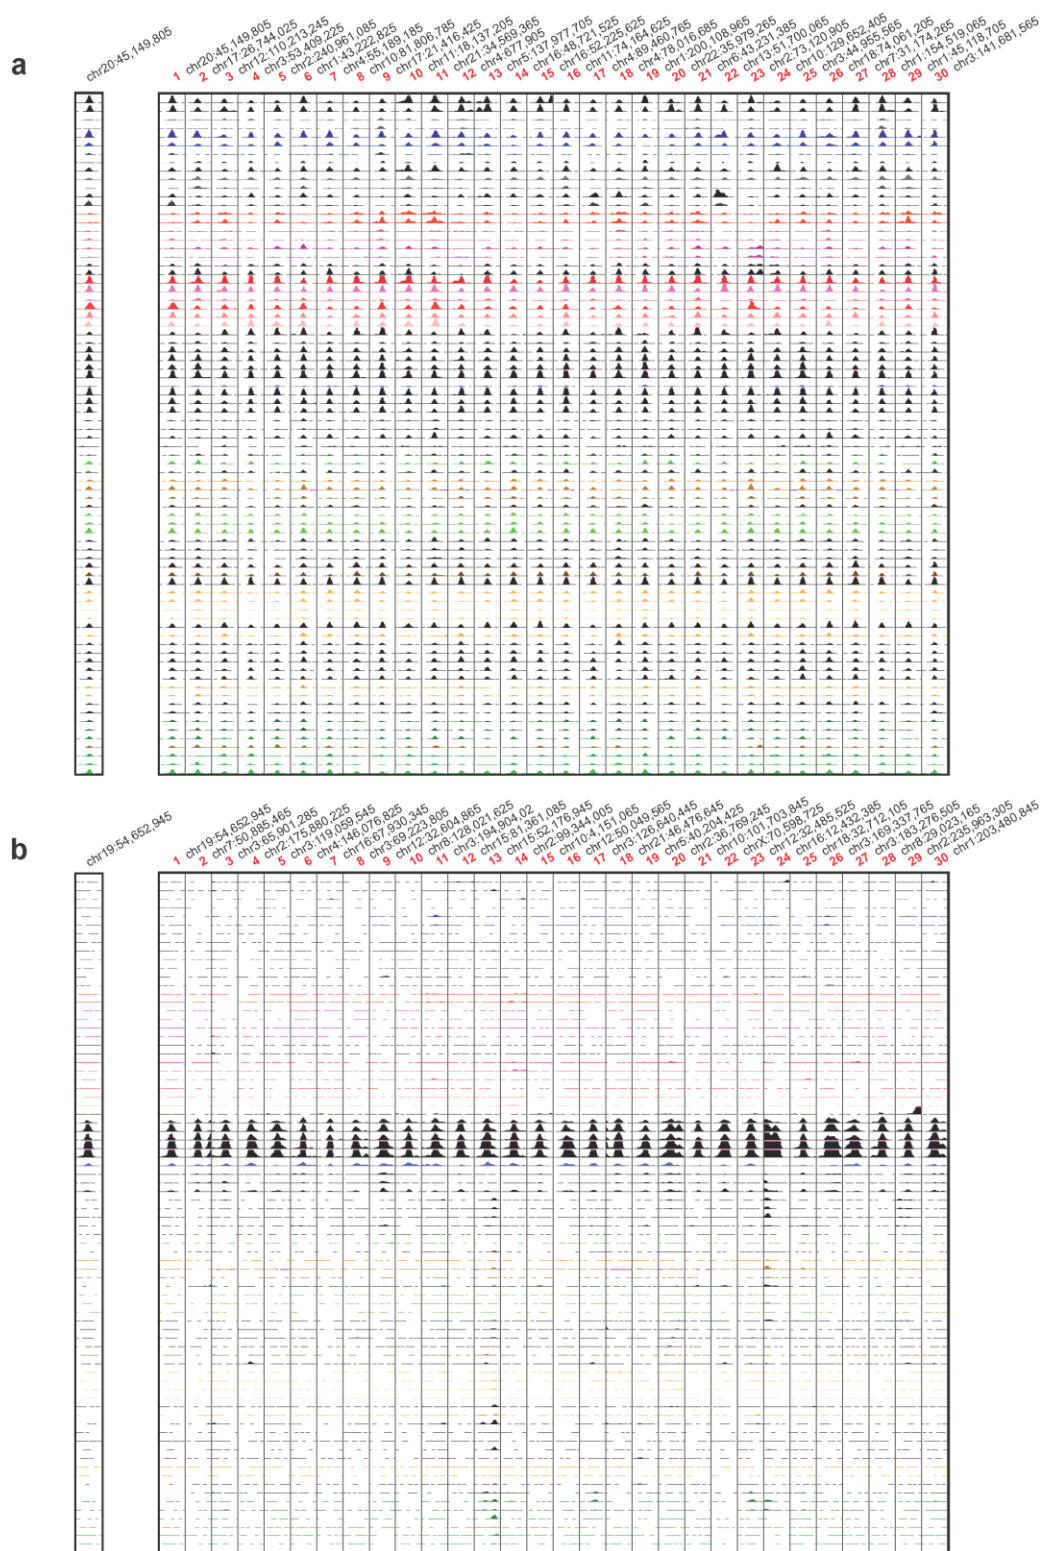 a
chr20:45,149,805
chr20:45,149,805
chr17:26,744,025
chr12:110,213,245
chr3:53,409,225
chr2:240,961,085
chr1:43,222,825
chr4:55,169,185
chr10:81,806,785
chr17:21,416,425
chr11:18,137,205
chr21:34,569,365
chr4:677,905
chr5:137,977,705
chr16:48,721,525
chr16:52,225,625
chr11:74,164,625
chr4:89,460,765
chr4:78,016,685
chr1:200,108,965
chr22:35,979,265
chr6:43,231,385
chr13:51,700,065
chr2:73,120,905
chr10:129,652,405
chr3:44,955,565
chr18:74,061,205
chr7:31,174,265
chr1:154,519,065
chr1:45,118,705
chr3:141,681,565
1 2 3 4 5 6 7 8 9 10 11 12 13 14 15 16 17 18 19 20 21 22 23 24 25 26 27 28 29 30
b
chr19:54,652,945
chr19:54,652,945
chr7:50,885,465
chr3:65,901,285
chr2:175,880,225
chr3:19,059,545
chr4:146,076,825
chr16:67,930,345
chr3:69,223,805
chr12:32,604,865
chr8:128,021,625
chr3:194,904,02
chr15:81,361,085
chr15:52,176,945
chr2:99,344,005
chr10:4,151,065
chr12:50,049,565
chr3:126,640,445
chr21:46,476,645
chr5:40,204,425
chr2:36,769,245
chr10:101,703,845
chrX:70,598,725
chr12:32,485,525
chr16:12,432,385
chr18:32,712,105
chr3:169,337,765
chr3:183,276,505
chr8:29,023,165
chr2:235,963,305
chr1:203,480,845
1 2 3 4 5 6 7 8 9 10 11 12 13 14 15 16 17 18 19 20 21 22 23 24 25 26 27 28 29 30